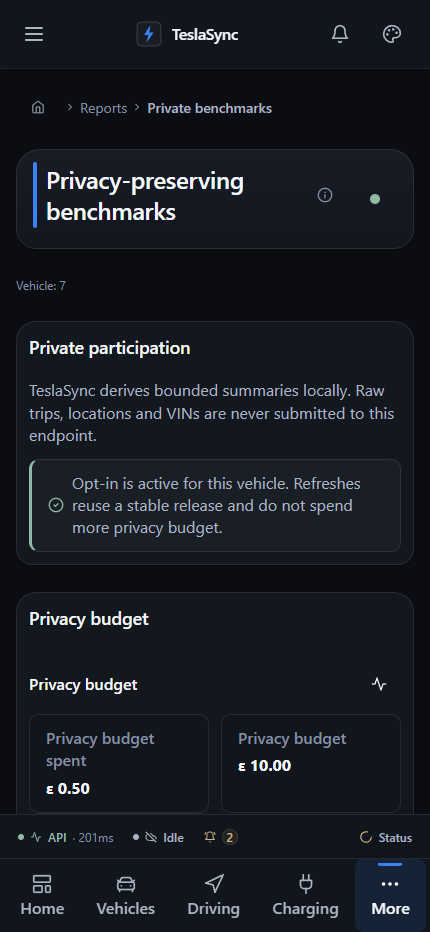 TeslaSync
Reports > Private benchmarks
Privacy-preserving
benchmarks
Vehicle: 7
Private participation
TeslaSync derives bounded summaries locally. Raw
trips, locations and VINs are never submitted to this
endpoint.
Opt-in is active for this vehicle. Refreshes
reuse a stable release and do not spend
more privacy budget.
Privacy budget
Privacy budget
Privacy budget
spent
ε 0.50
Privacy budget
ε 10.00
API · 201ms
Idle
2
Status
Home
Vehicles
Driving
Charging
More